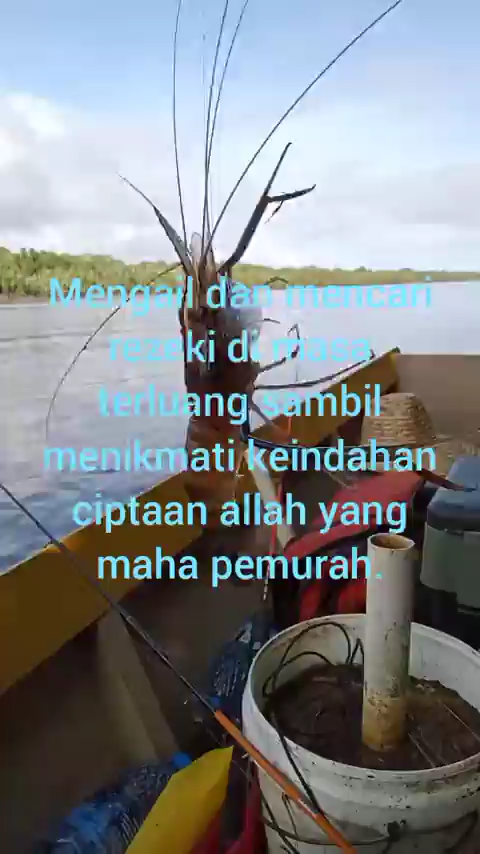 Mengail dan mencari
rezeki di masa
terluang sambil
menikmati keindahan
ciptaan allah yang
maha pemurah.